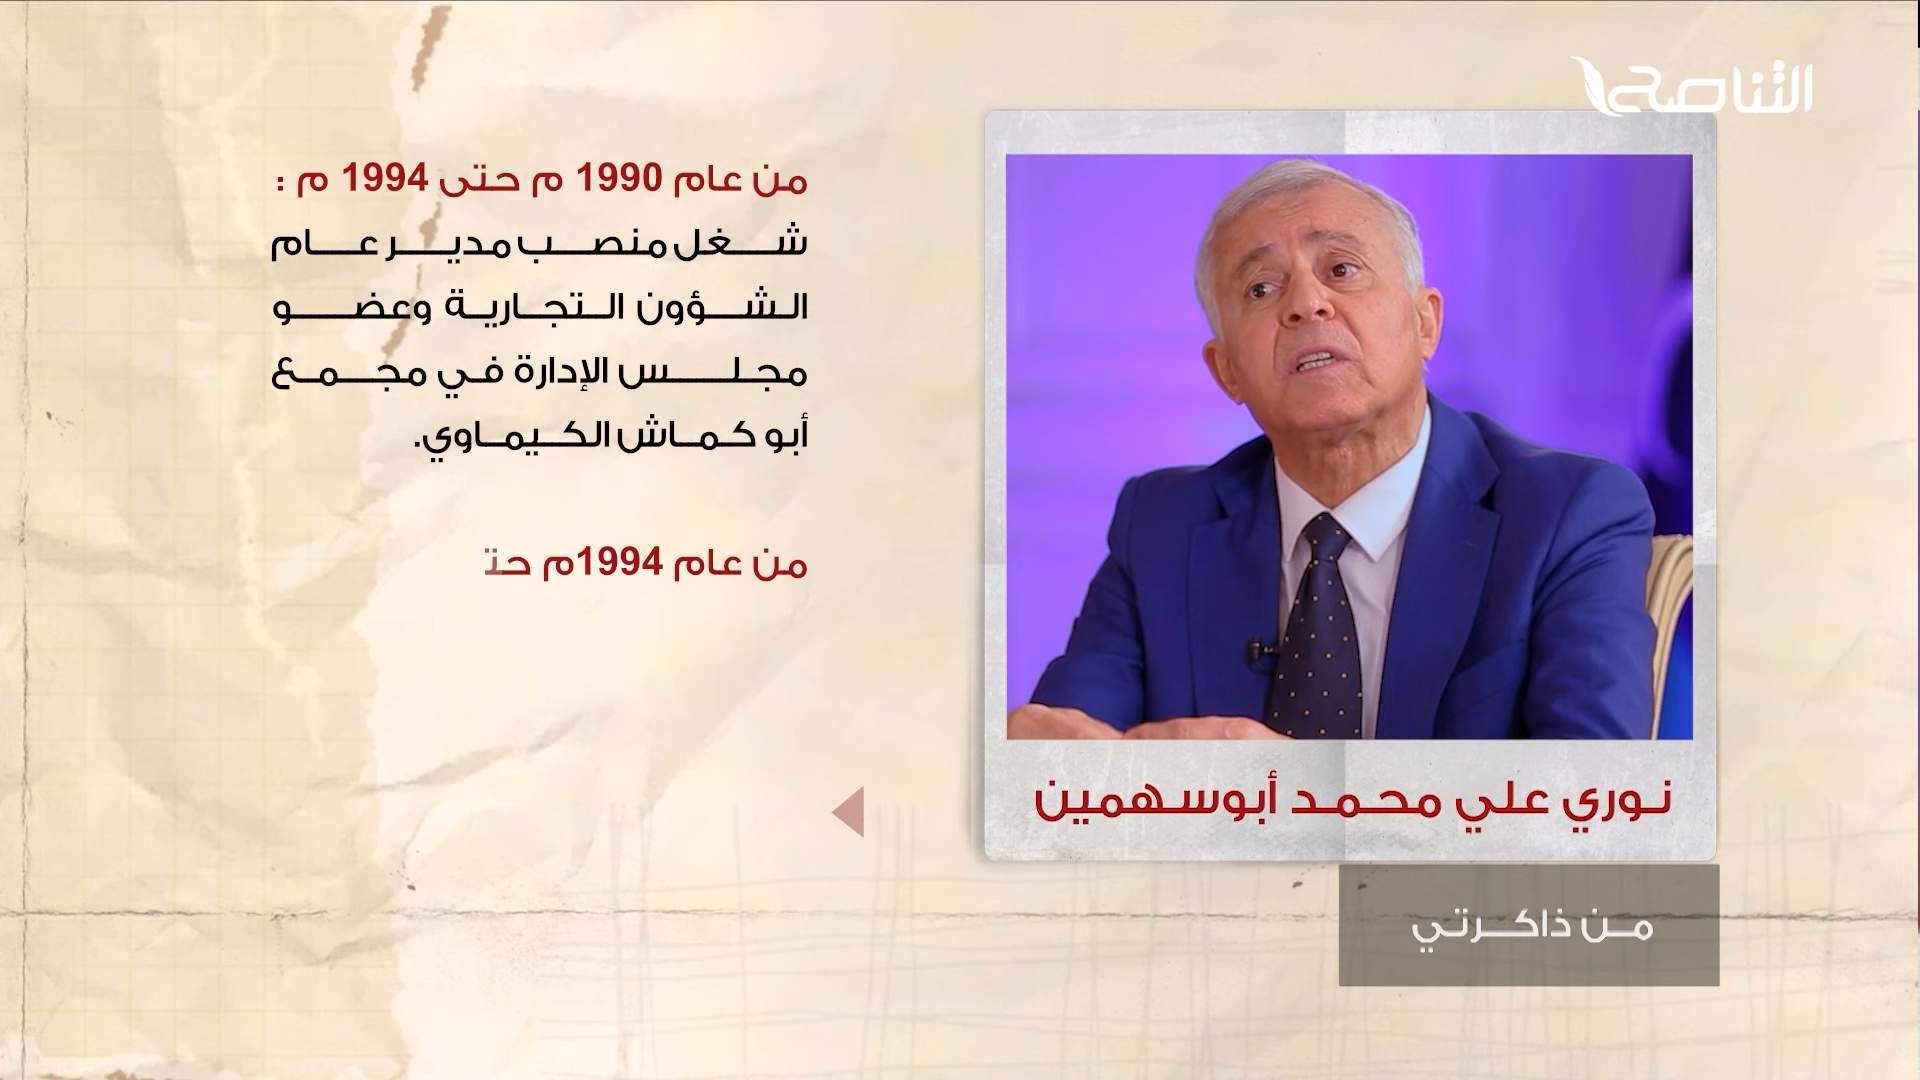 التناصح
من عام 1990 م حتى 1994 م :
شغل منصب مدير عام
الشؤون التجارية وعضو
مجلس الإدارة في مجمع
أبو كماش الكيماوي.
من عام 1994م حتـ
نوري علي محمد أبوسهمين
من ذاكرتي